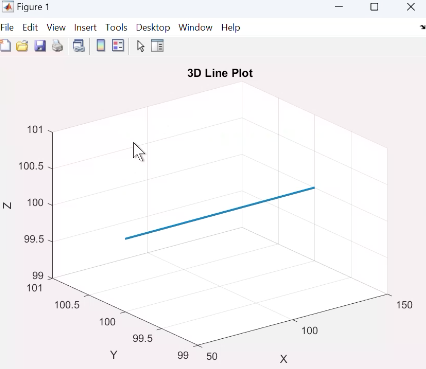 Figure 1
File Edit View Insert Tools Desktop Window Help
3D Line Plot
101
100.5
100
99.5
99
Z
101
100.5
100
99.5
99
Y
50
100
150
X